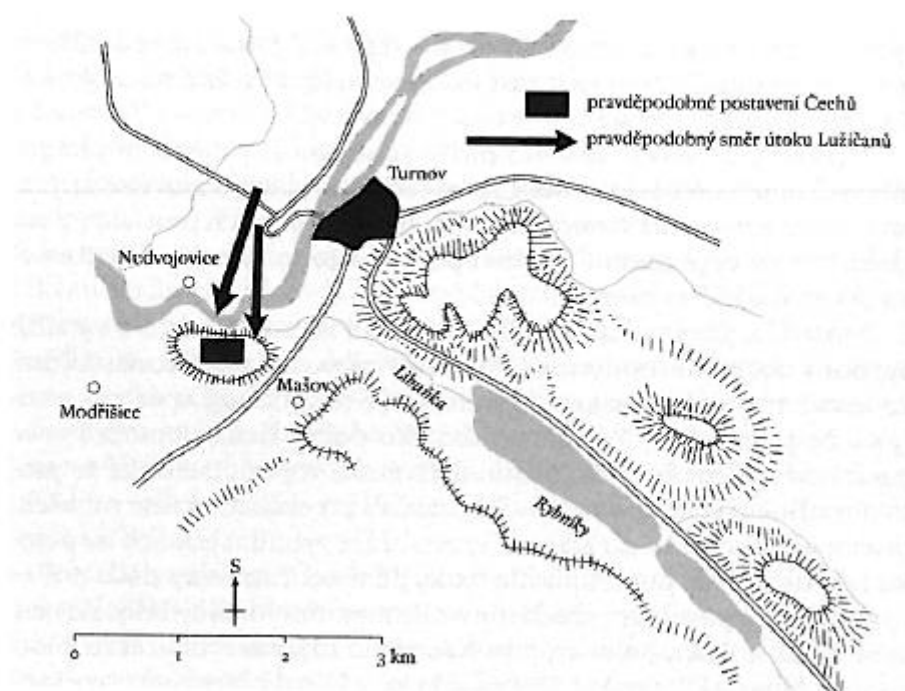 pravděpodobné postavení Čechů
pravděpodobný směr útoku Lužičanů
Turnov
Nudvojovice
Mašov
Libuňka
Modřišice
Rybníky
S
0 1 2 3 km